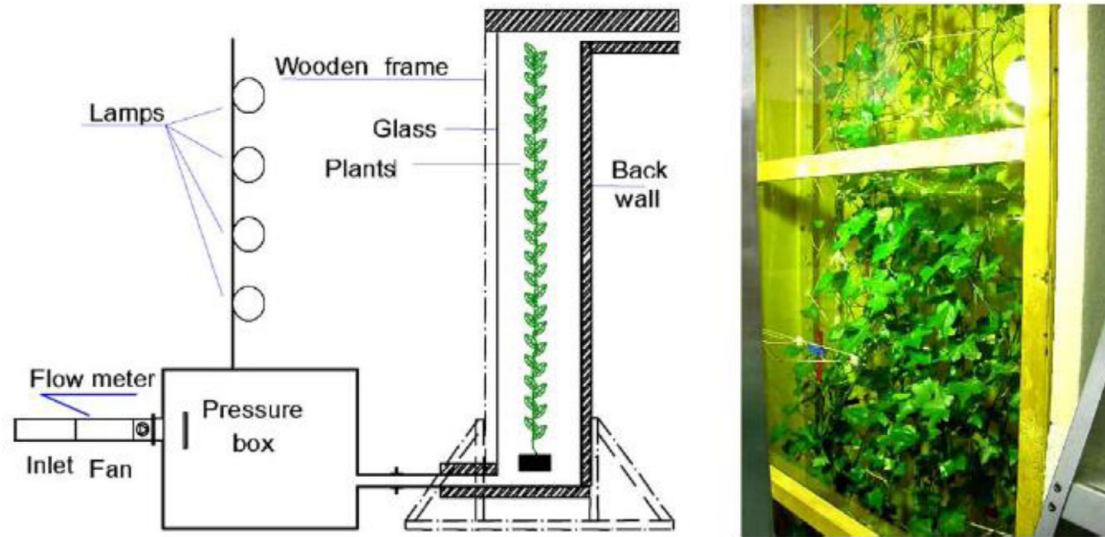 Wooden frame
Lamps
Glass
Plants
Back
wall
Flow meter
Pressure
box
Inlet Fan